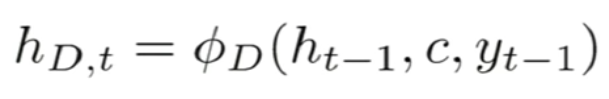 h_{D,t} = ϕ_D(h_{t−1}, c, y_{t−1})